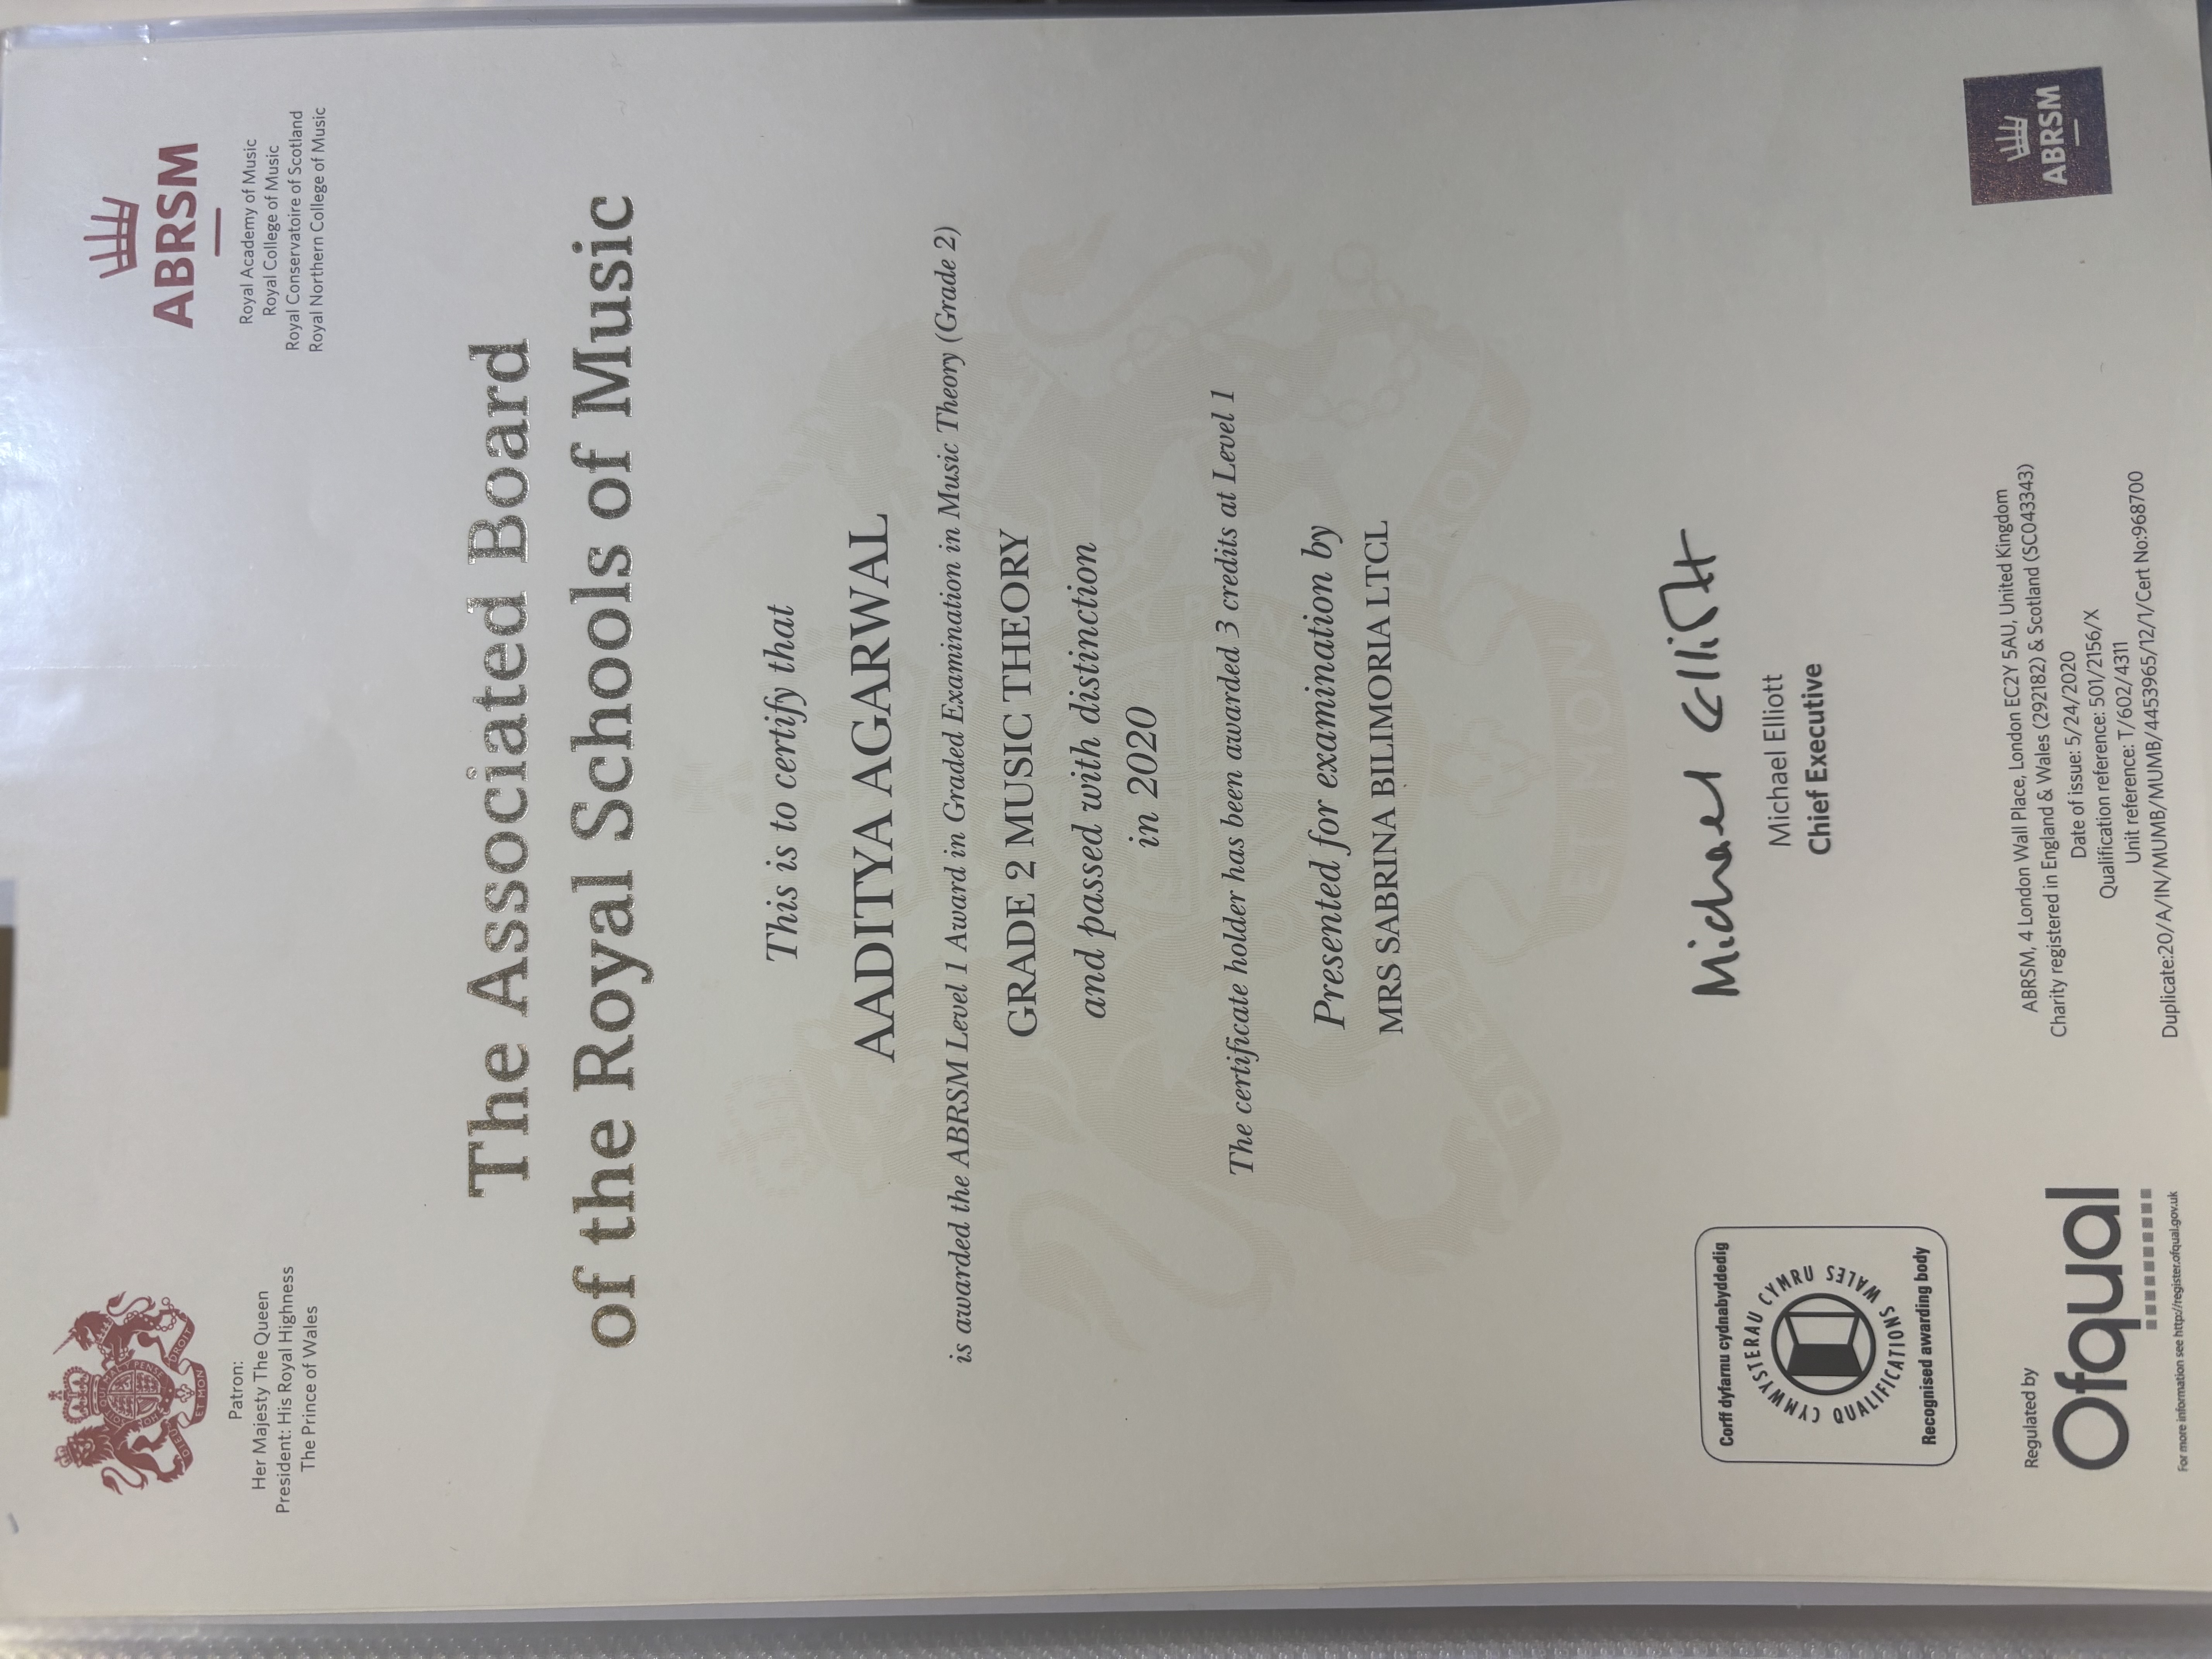 Patron:
Her Majesty The Queen
President: His Royal Highness
The Prince of Wales
ABRSM
Royal Academy of Music
Royal College of Music
Royal Conservatoire of Scotland
Royal Northern College of Music
The Associated Board
of the Royal Schools of Music
This is to certify that
AADITYA AGARWAL
is awarded the ABRSM Level 1 Award in Graded Examination in Music Theory (Grade 2)
GRADE 2 MUSIC THEORY
and passed with distinction
in 2020
The certificate holder has been awarded 3 credits at Level 1
Presented for examination by
MRS SABRINA BILIMORIA LTCL
Michael Elliott
Michael Elliott
Chief Executive
Corff dyfarnu cydnabyddedig
CYMWYSTERAU CYMRU
QUALIFICATIONS WALES
Recognised awarding body
Regulated by
Ofqual
For more information see http://register.ofqual.gov.uk
ABRSM, 4 London Wall Place, London EC2Y 5AU, United Kingdom
Charity registered in England & Wales (292182) & Scotland (SC043343)
Date of issue: 5/24/2020
Qualification reference: 501/2156/X
Unit reference: T/602/4311
Duplicate:20/A/IN/MUMB/MUMB/4453965/12/1/Cert No:968700
ABRSM
DIEU ET MON DROIT